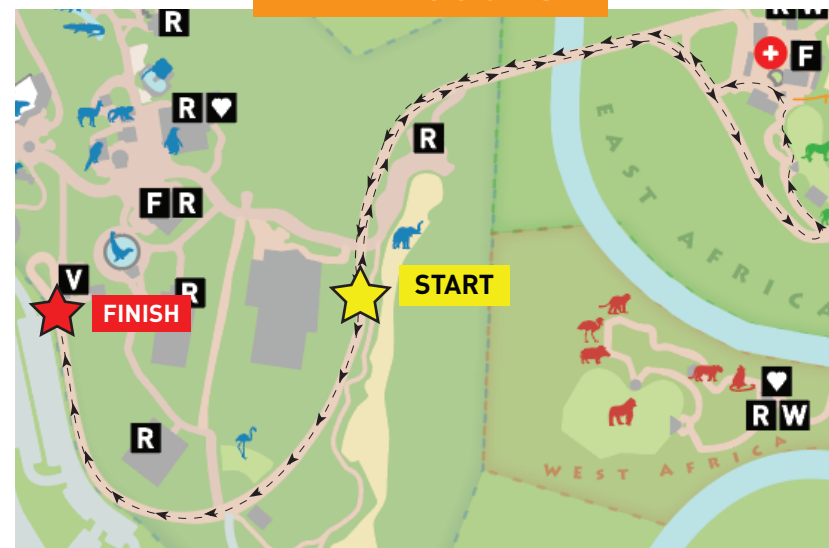 R
F
R ♥
R
F R
EAST AFRICA
V
START
FINISH
R
♥
R W
R
WEST AFRICA